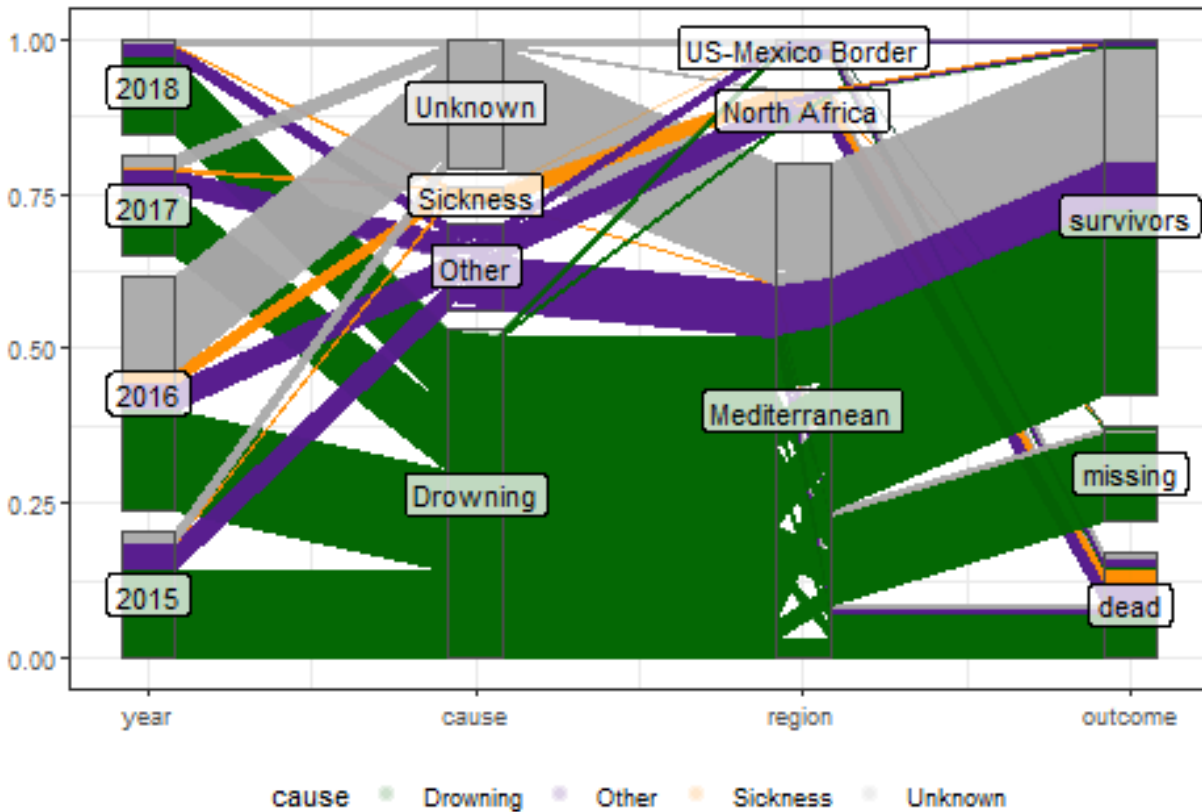 1.00
0.75
0.50
0.25
0.00
2018
2017
2016
2015
Unknown
Sickness
Other
Drowning
US-Mexico Border
North Africa
Mediterranean
survivors
missing
dead
year cause region outcome
cause Drowning Other Sickness Unknown